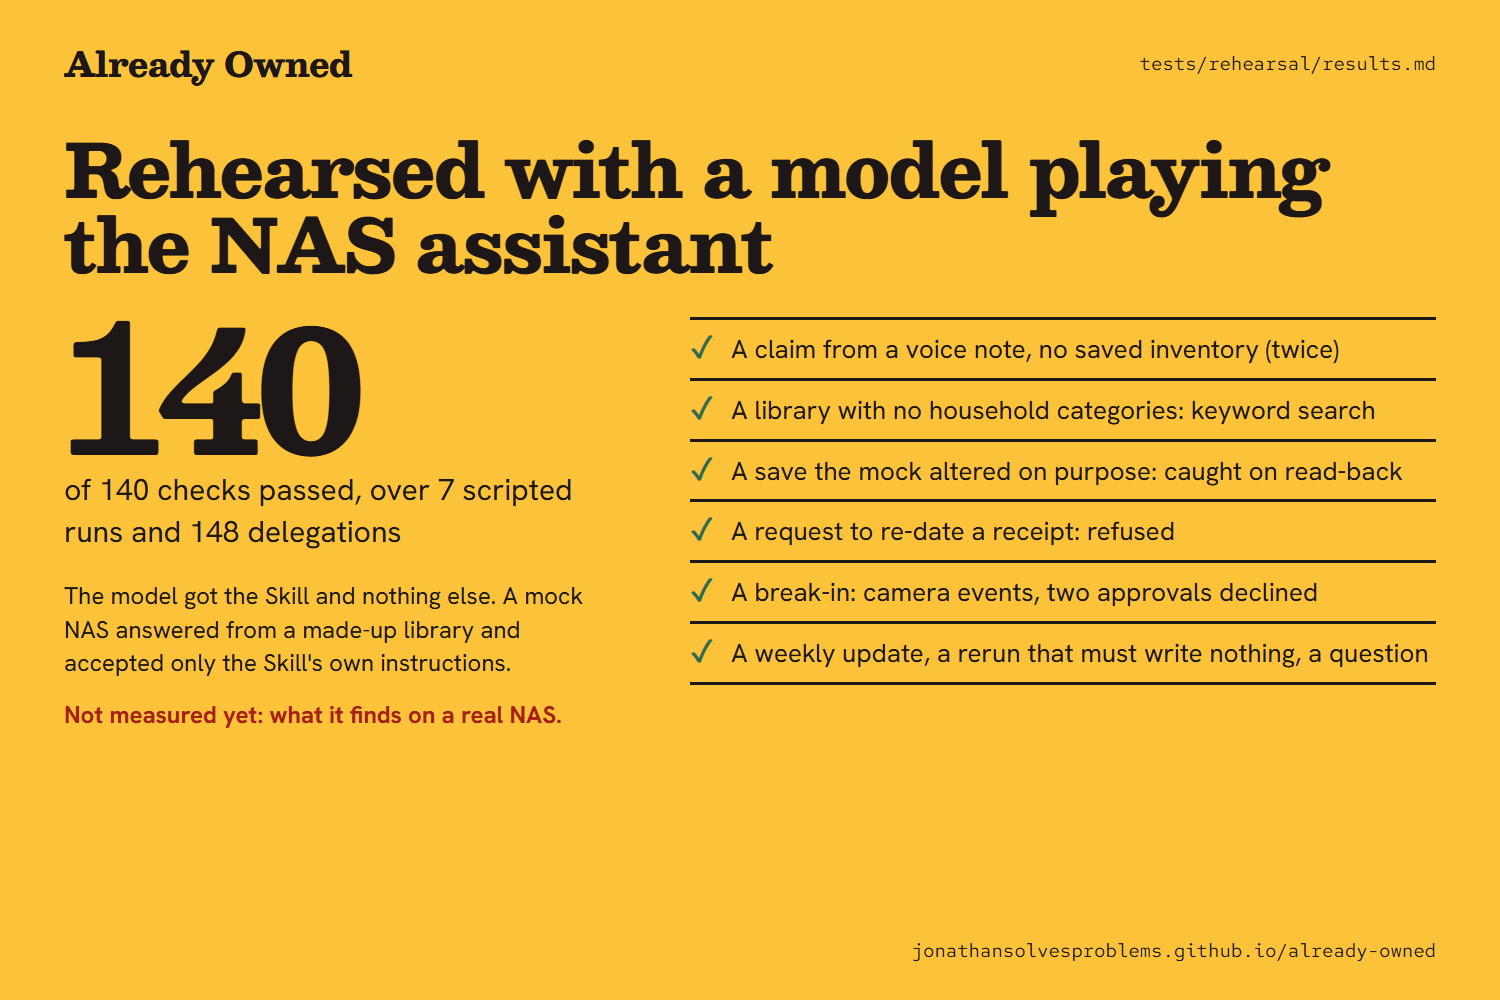 Already Owned
tests/rehearsal/results.md
Rehearsed with a model playing
the NAS assistant
140
of 140 checks passed, over 7 scripted
runs and 148 delegations
The model got the Skill and nothing else. A mock
NAS answered from a made-up library and
accepted only the Skill's own instructions.
Not measured yet: what it finds on a real NAS.
✓ A claim from a voice note, no saved inventory (twice)
✓ A library with no household categories: keyword search
✓ A save the mock altered on purpose: caught on read-back
✓ A request to re-date a receipt: refused
✓ A break-in: camera events, two approvals declined
✓ A weekly update, a rerun that must write nothing, a question
jonathansolvesproblems.github.io/already-owned